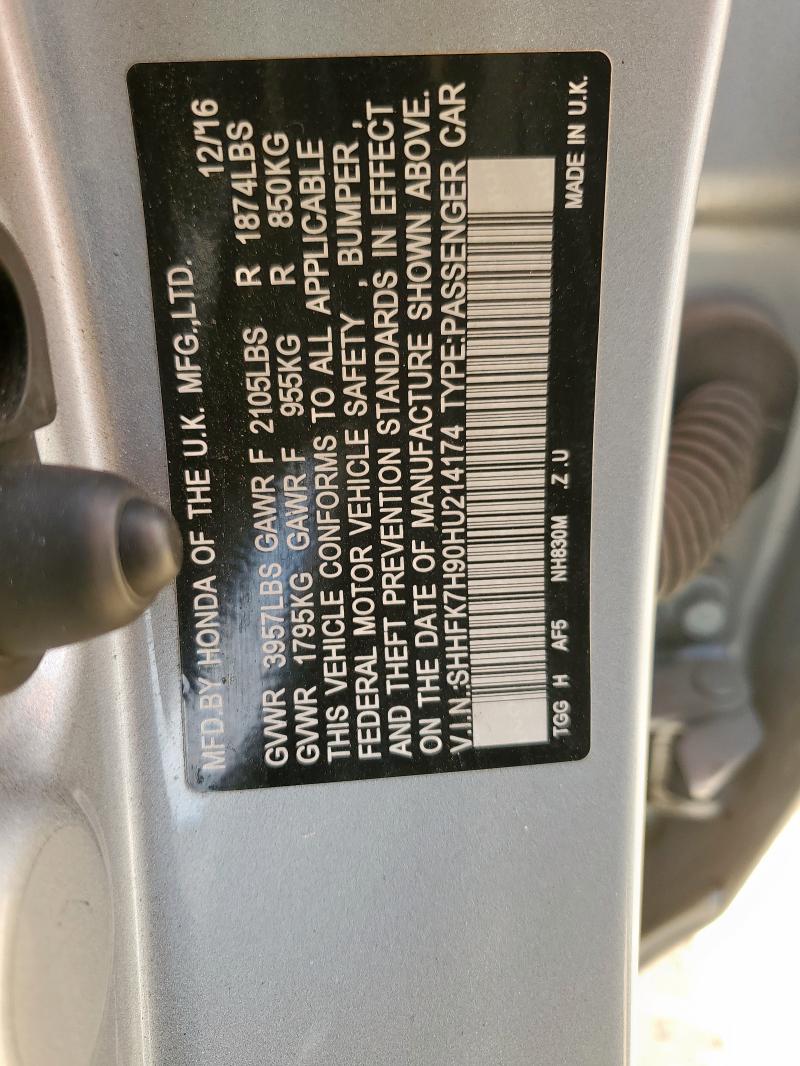 MFD.BY HONDA OF THE U.K. MFG.,LTD. 12/16
GVWR 3957LBS GAWR F 2105LBS R 1874LBS
GVWR 1795KG GAWR F 955KG R 850KG
THIS VEHICLE CONFORMS TO ALL APPLICABLE
FEDERAL MOTOR VEHICLE SAFETY , BUMPER ,
AND THEFT PREVENTION STANDARDS IN EFFECT
ON THE DATE OF MANUFACTURE SHOWN ABOVE.
V.I.N.:SHHFK7H90HU214174 TYPE:PASSENGER CAR
TGG H AF5 NH830M .Z .U MADE IN U.K.